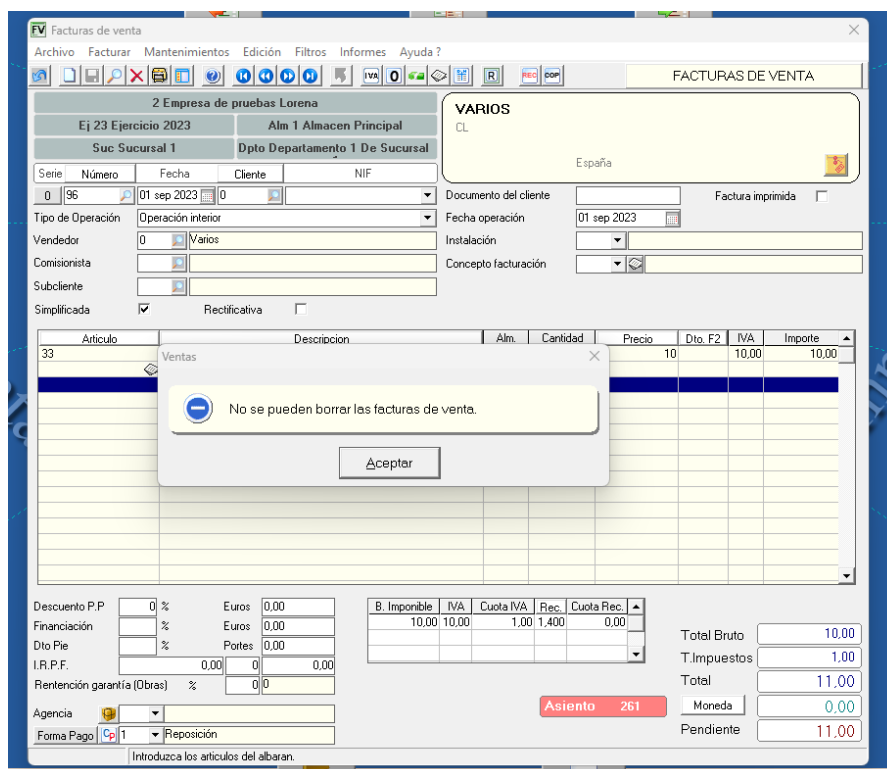 FV Facturas de venta
Archivo Facturar Mantenimientos Edición Filtros Informes Ayuda ?
IVA 0 R REC COP FACTURAS DE VENTA
2 Empresa de pruebas Lorena
Ej 23 Ejercicio 2023 Alm 1 Almacen Principal
Suc Sucursal 1 Dpto Departamento 1 De Sucursal
VARIOS
CL
España
Serie Número Fecha Cliente NIF
0 96 01 sep 2023 0
Documento del cliente Factura imprimida
Tipo de Operación Operación interior Fecha operación 01 sep 2023
Vendedor 0 Varios Instalación
Comisionista Concepto facturación
Subcliente
Simplificada Rectificativa
Articulo Descripcion Alm. Cantidad Precio Dto. F2 IVA Importe
33 10 10,00 10,00
Ventas
No se pueden borrar las facturas de venta.
Aceptar
Descuento P.P 0 % Euros 0,00
Financiación % Euros 0,00
Dto Pie % Portes 0,00
I.R.P.F. 0,00 0 0,00
Rentención garantía (Obras) % 0 0
B. Imponible IVA Cuota IVA Rec. Cuota Rec.
10,00 10,00 1,00 1,400 0,00
Total Bruto 10,00
T.Impuestos 1,00
Total 11,00
Agencia
Asiento 261 Moneda 0,00
Forma Pago CP 1 Reposición
Pendiente 11,00
Introduzca los articulos del albaran.